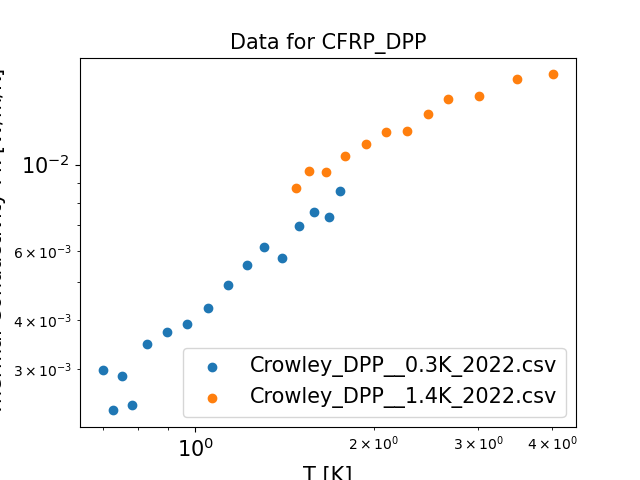 Data for CFRP_DPP
10⁻²
6 × 10⁻³
4 × 10⁻³
3 × 10⁻³
Crowley_DPP__0.3K_2022.csv
Crowley_DPP__1.4K_2022.csv
10⁰
2 × 10⁰
3 × 10⁰
4 × 10⁰
T [K]